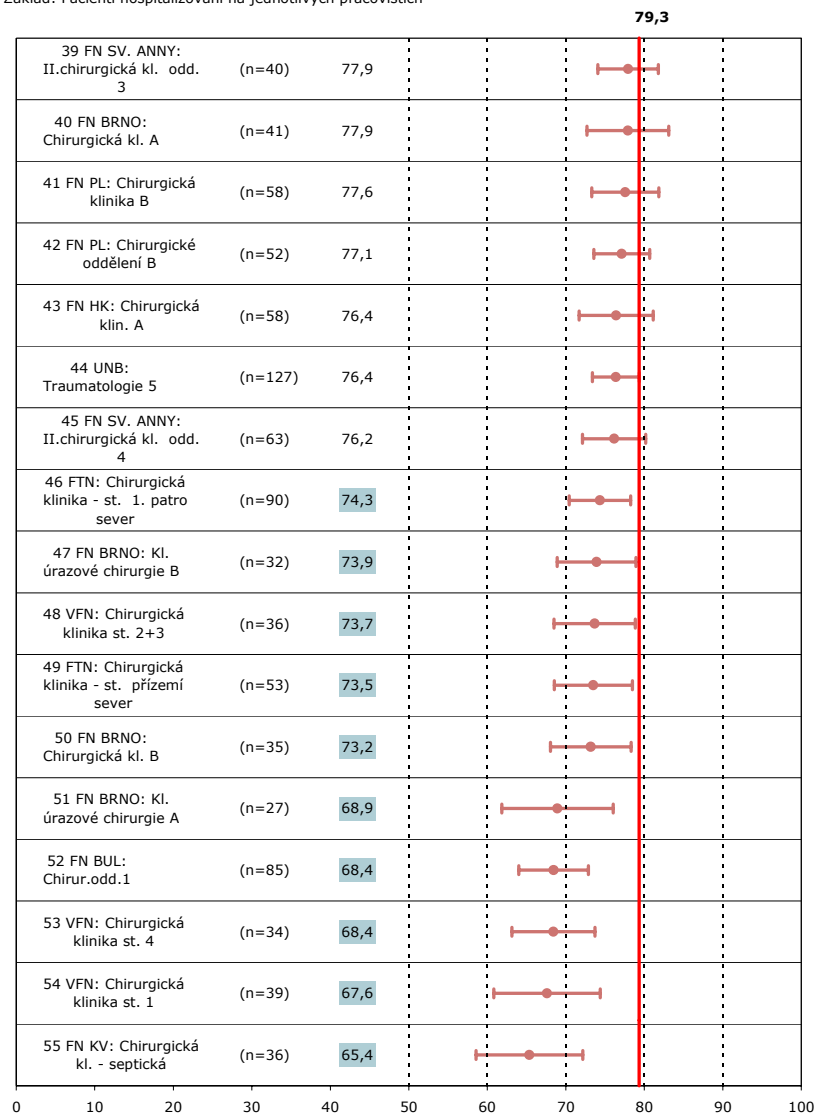 Základ: Pacienti hospitalizovaní na jednotlivých pracovištích
79,3
39 FN SV. ANNY:
II.chirurgická kl. odd.
3
(n=40)
77,9
40 FN BRNO:
Chirurgická kl. A
(n=41)
77,9
41 FN PL: Chirurgická
klinika B
(n=58)
77,6
42 FN PL: Chirurgické
oddělení B
(n=52)
77,1
43 FN HK: Chirurgická
klin. A
(n=58)
76,4
44 UNB:
Traumatologie 5
(n=127)
76,4
45 FN SV. ANNY:
II.chirurgická kl. odd.
4
(n=63)
76,2
46 FTN: Chirurgická
klinika - st. 1. patro
sever
(n=90)
74,3
47 FN BRNO: Kl.
úrazové chirurgie B
(n=32)
73,9
48 VFN: Chirurgická
klinika st. 2+3
(n=36)
73,7
49 FTN: Chirurgická
klinika - st. přízemí
sever
(n=53)
73,5
50 FN BRNO:
Chirurgická kl. B
(n=35)
73,2
51 FN BRNO: Kl.
úrazové chirurgie A
(n=27)
68,9
52 FN BUL:
Chirur.odd.1
(n=85)
68,4
53 VFN: Chirurgická
klinika st. 4
(n=34)
68,4
54 VFN: Chirurgická
klinika st. 1
(n=39)
67,6
55 FN KV: Chirurgická
kl. - septická
(n=36)
65,4
0 10 20 30 40 50 60 70 80 90 100